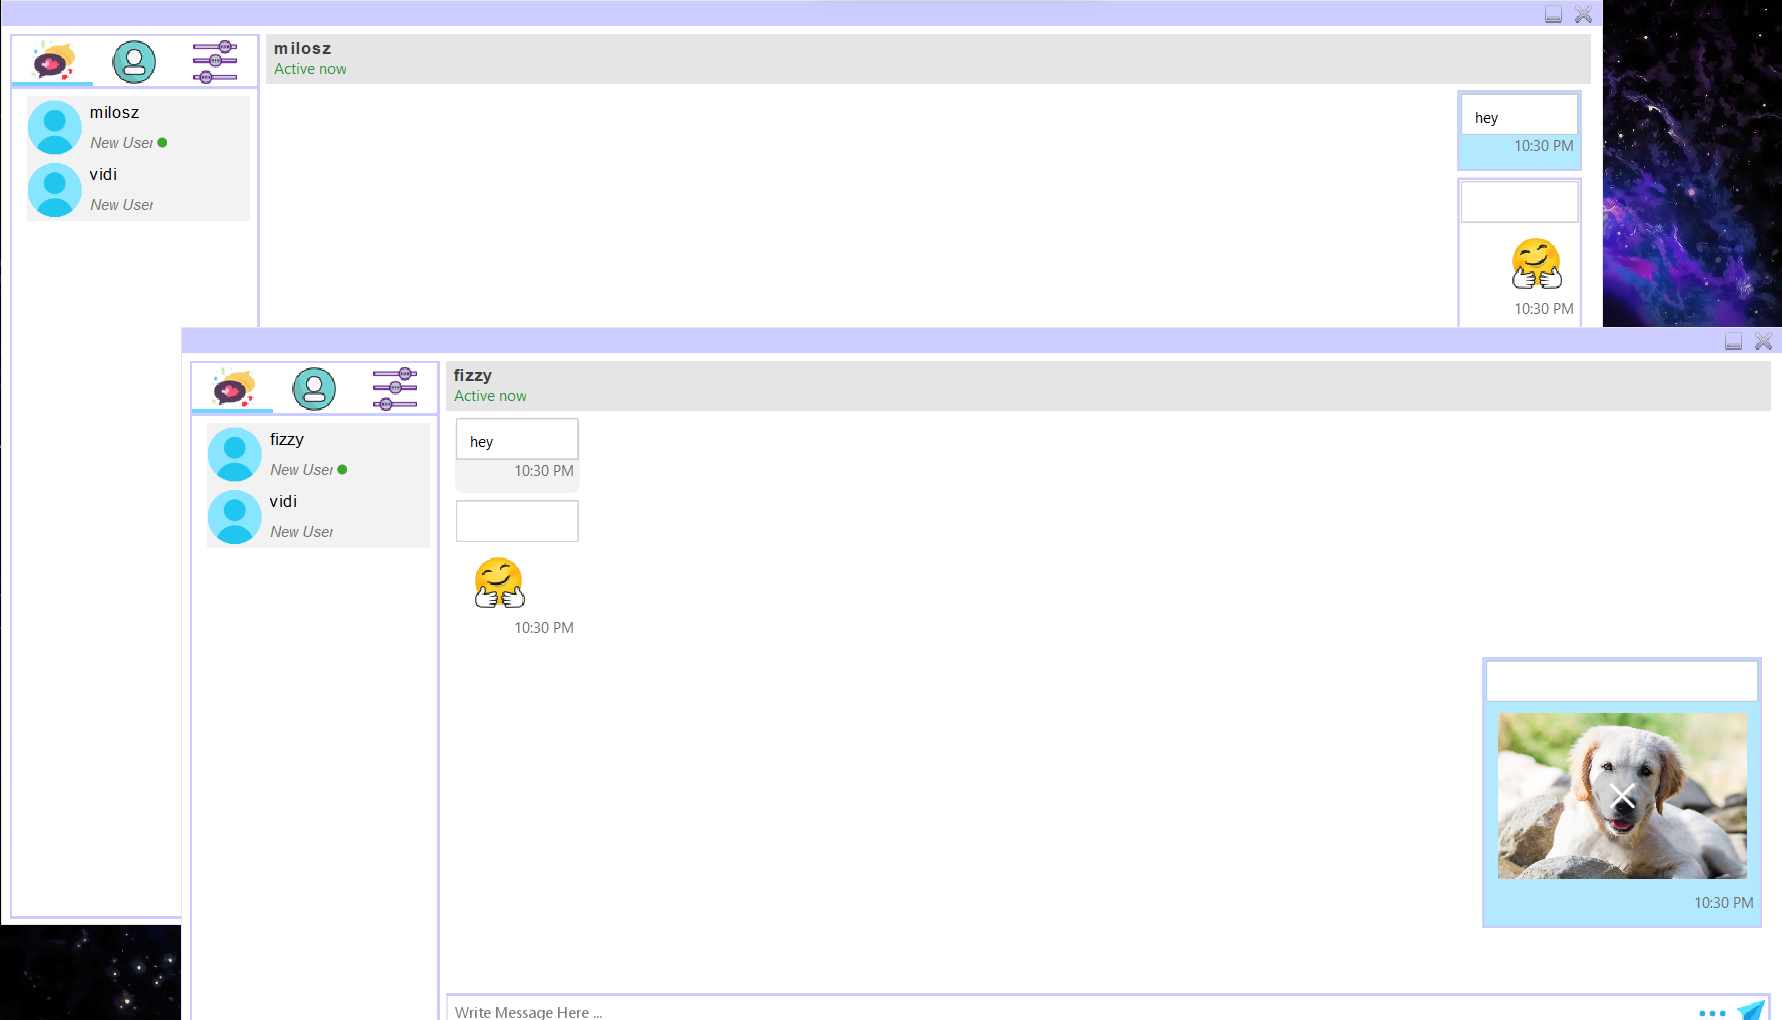 milosz
Active now
milosz
New User
vidi
New User
hey
10:30 PM
10:30 PM
fizzy
Active now
fizzy
New User
vidi
New User
hey
10:30 PM
10:30 PM
10:30 PM
Write Message Here ...